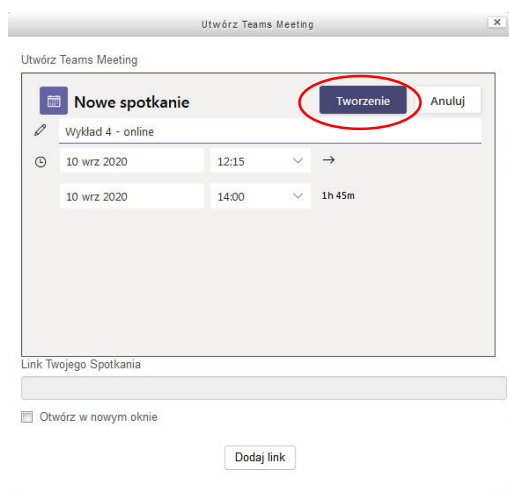 Utwórz Teams Meeting
Utwórz Teams Meeting
Nowe spotkanie Tworzenie Anuluj
Wykład 4 - online
10 wrz 2020 12:15 →
10 wrz 2020 14:00 1h 45m
Link Twojego Spotkania
Otwórz w nowym oknie
Dodaj link